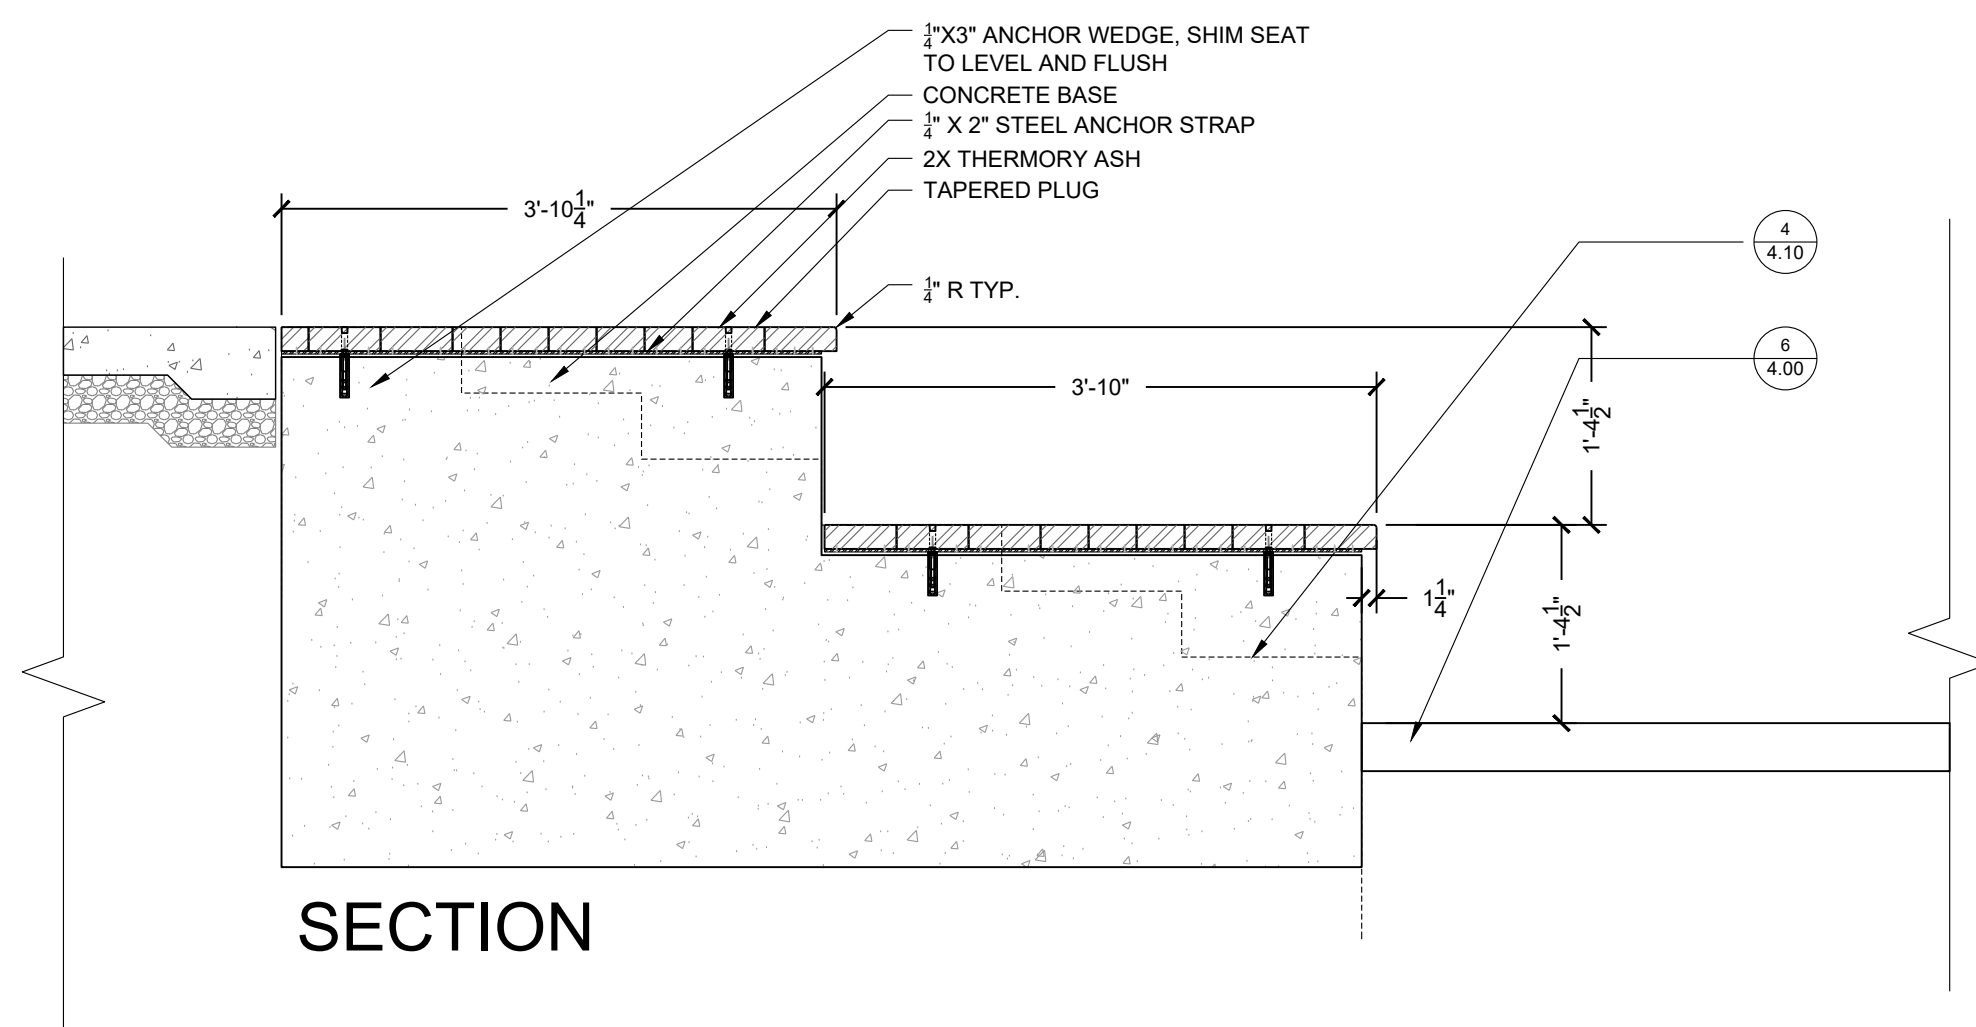 1/4"X3" ANCHOR WEDGE, SHIM SEAT
TO LEVEL AND FLUSH
CONCRETE BASE
1/4" X 2" STEEL ANCHOR STRAP
2X THERMORY ASH
TAPERED PLUG
3'-10 1/4"
4
4.10
1/4" R TYP.
6
4.00
3'-10"
1'-4 1/2"
1 1/4"
1'-4 1/2"
SECTION